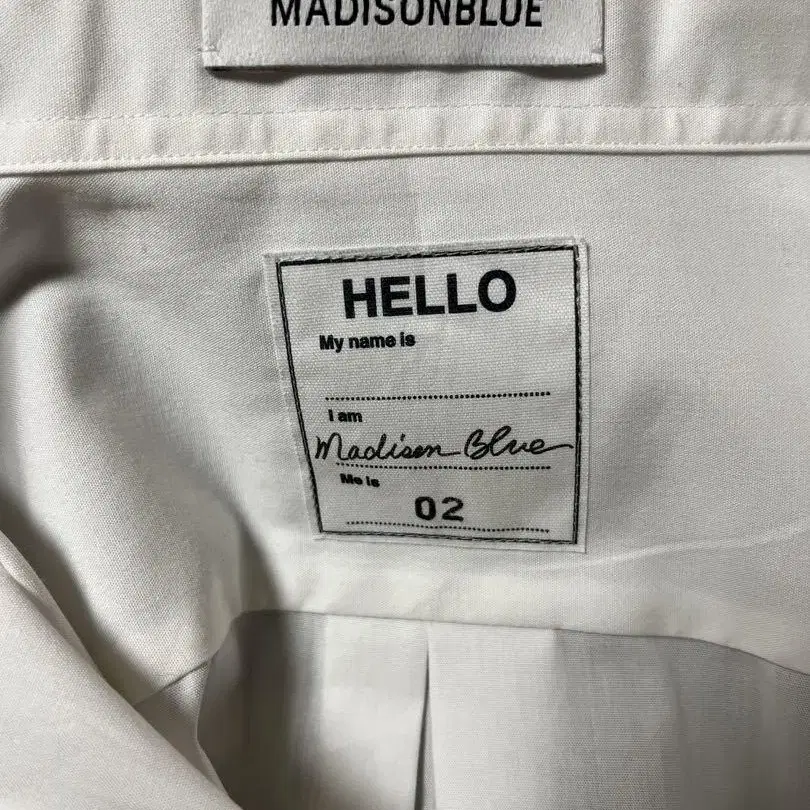 MADISONBLUE
HELLO
My name is
I am
Madison Blue
Me is
02